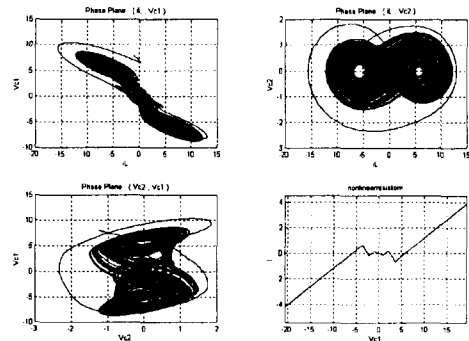 Phase Plane ( iL , Vc1 )
15
10
5
0
-5
-10
Vc1
-20 -15 -10 -5 0 5 10 15
iL
Phase Plane ( iL , Vc2 )
2
1
0
-1
-2
-3
Vc2
-20 -15 -10 -5 0 5 10 15
iL
Phase Plane ( Vc2 , Vc1 )
15
10
5
0
-5
-10
Vc1
-3 -2 -1 0 1 2
Vc2
nonlinearresistorn
4
2
0
-2
-4
-20 -15 -10 -5 0 5 10 15
Vc1